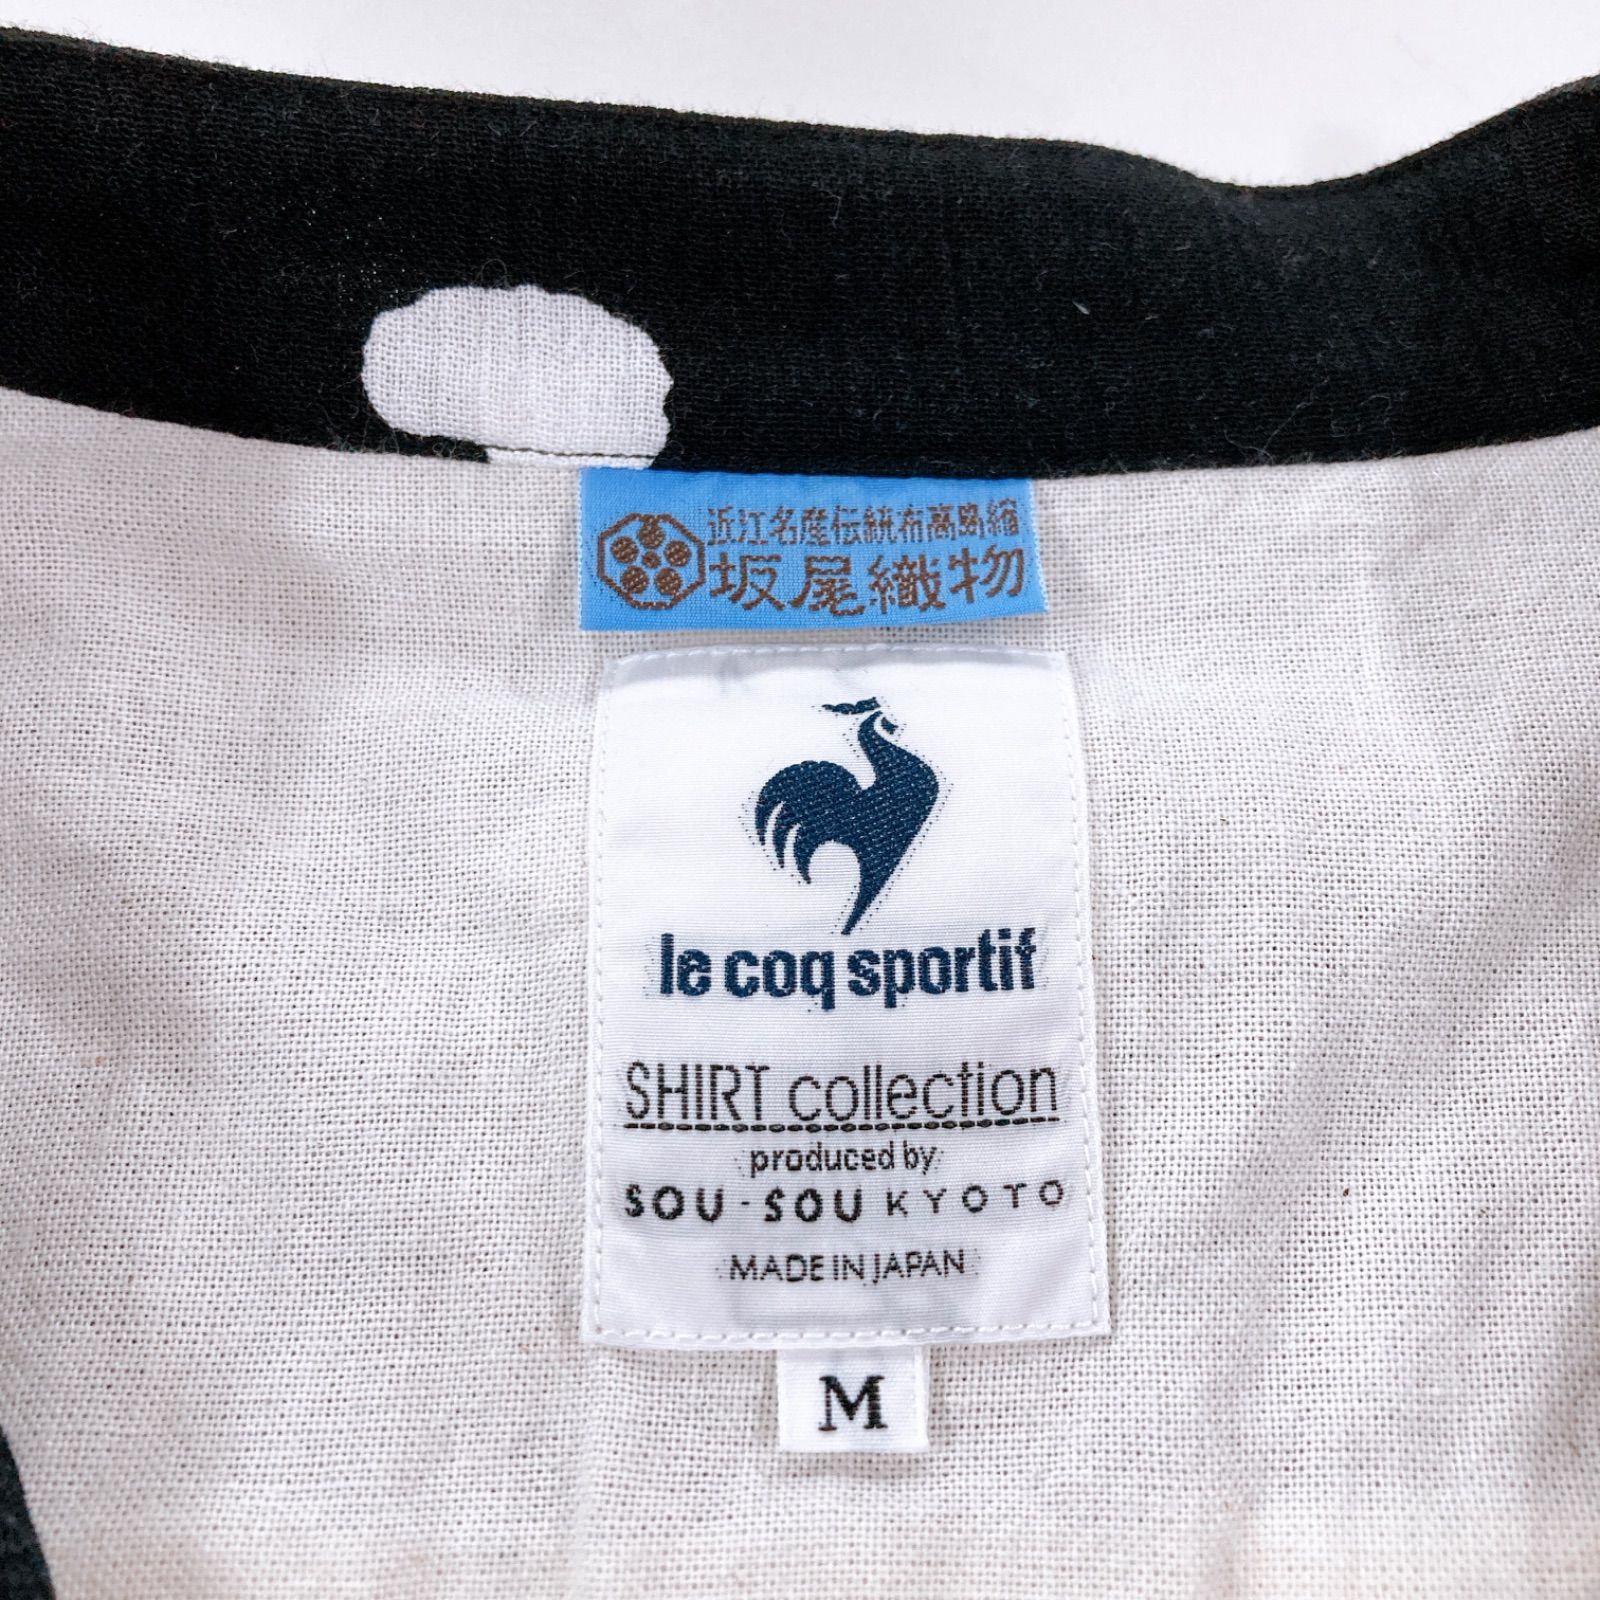 近江名産伝統布高島縮
坂尾織物
le coq sportif
SHIRT collection
produced by
SOU·SOU KYOTO
MADE IN JAPAN
M